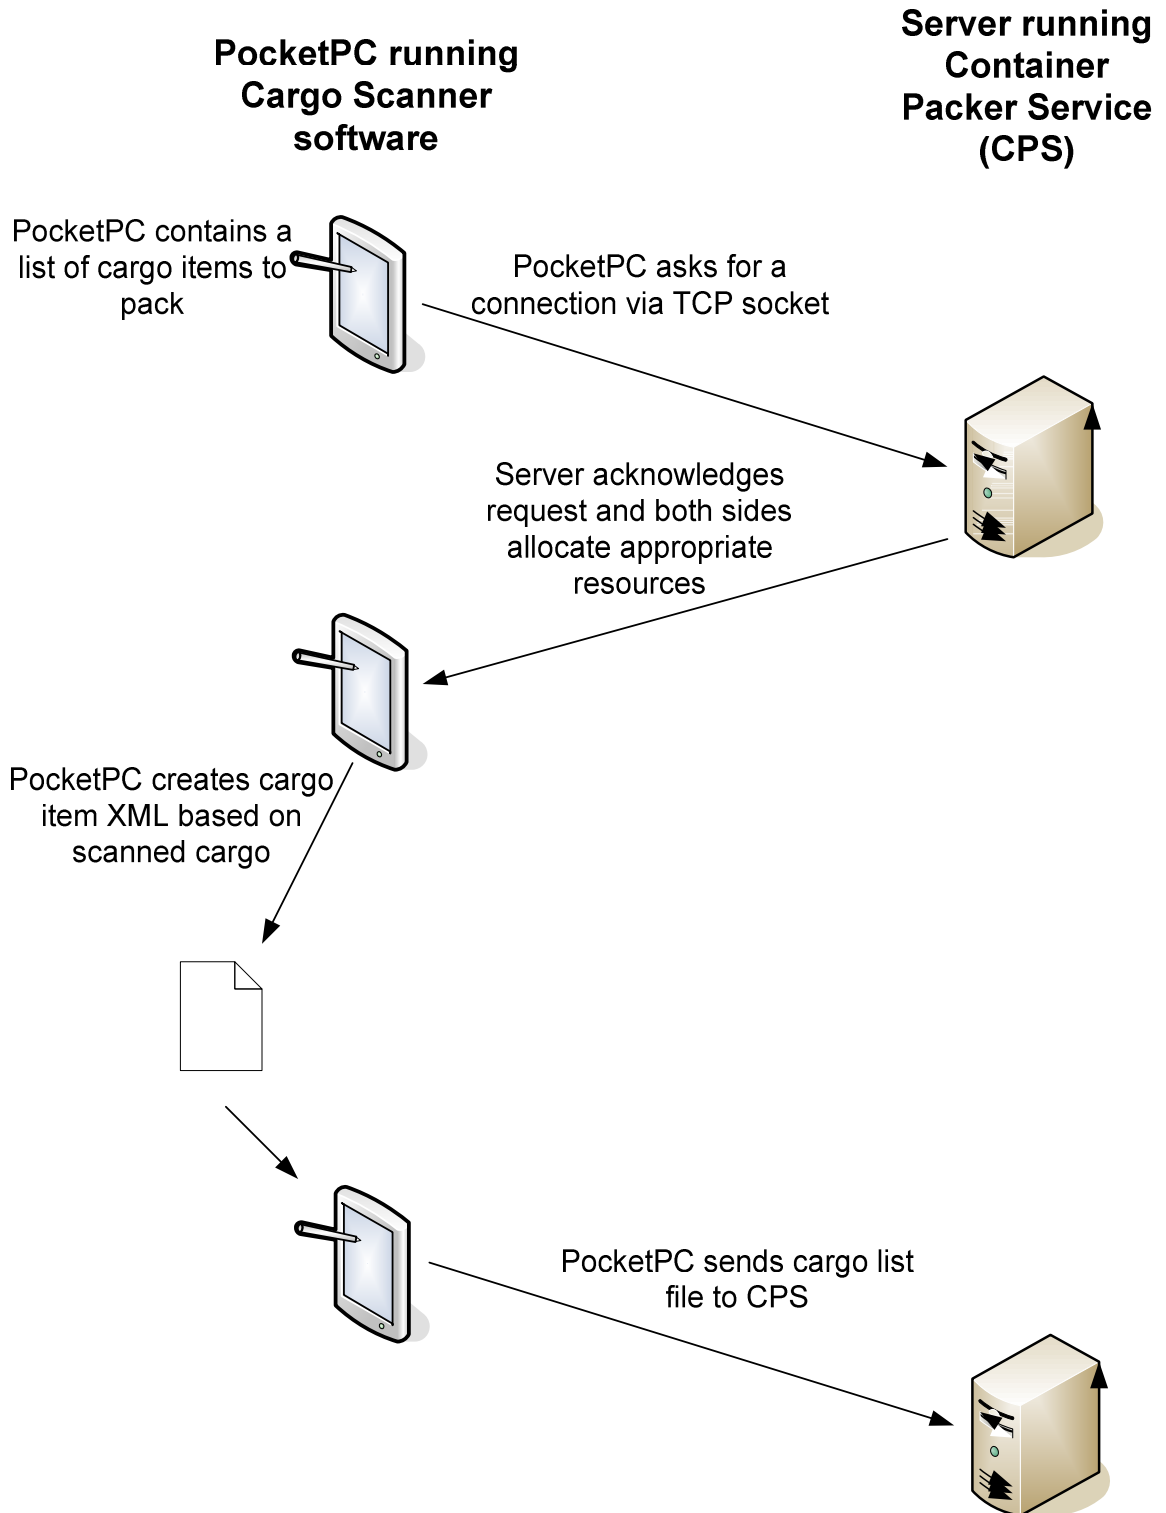 PocketPC running
Cargo Scanner
software
Server running
Container
Packer Service
(CPS)
PocketPC contains a
list of cargo items to
pack
PocketPC asks for a
connection via TCP socket
Server acknowledges
request and both sides
allocate appropriate
resources
PocketPC creates cargo
item XML based on
scanned cargo
PocketPC sends cargo list
file to CPS